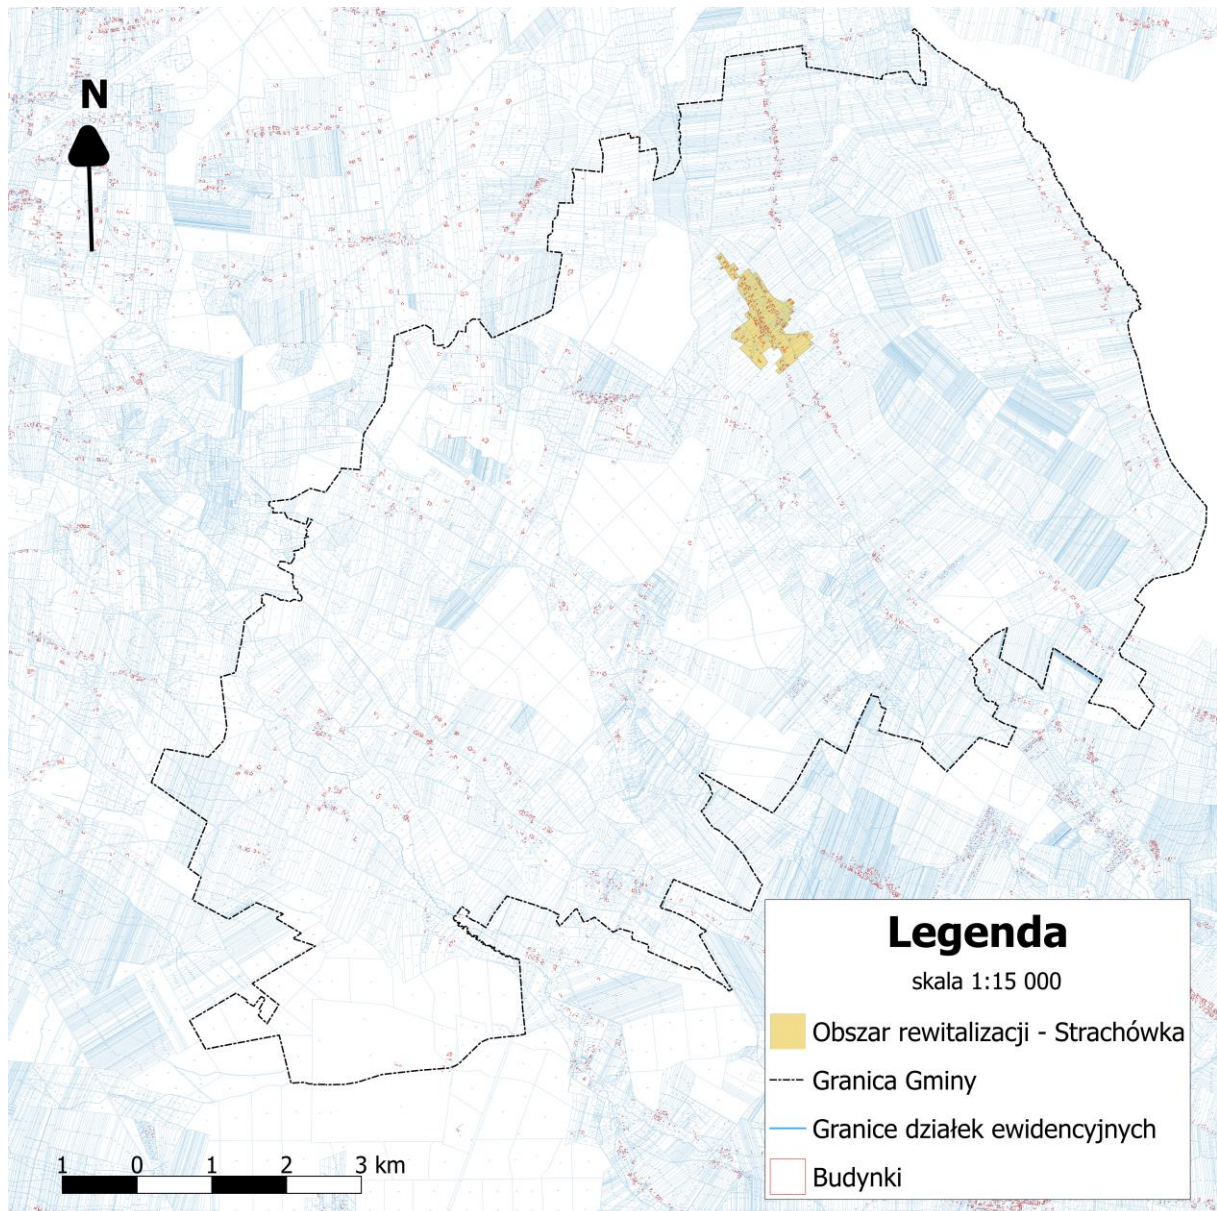 N
Legenda
skala 1:15 000
Obszar rewitalizacji - Strachówka
Granica Gminy
Granice działek ewidencyjnych
Budynki
1 0 1 2 3 km